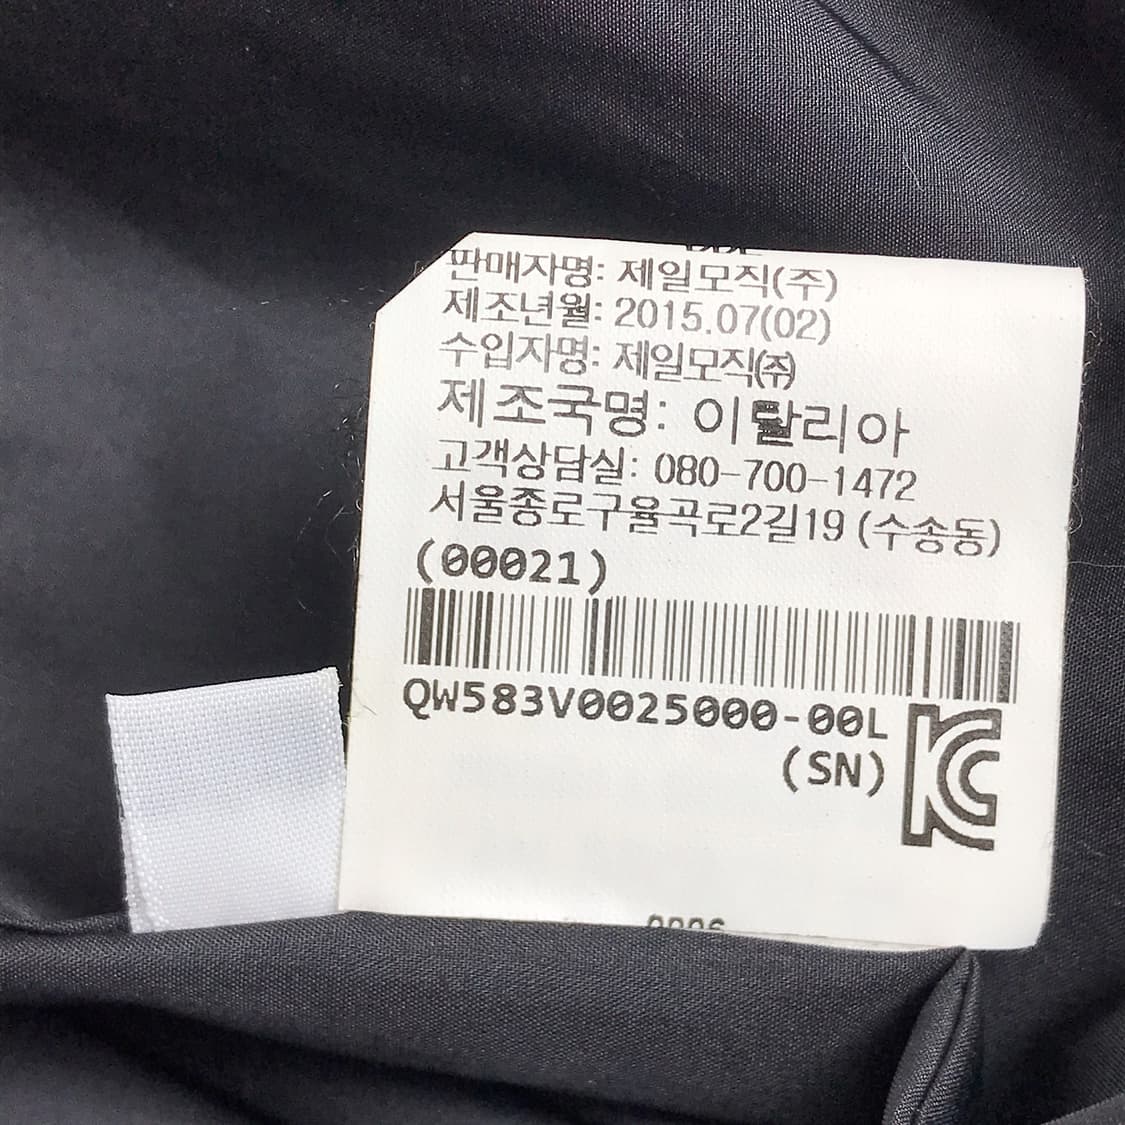 판매자명: 제일모직(주)
제조년월: 2015.07(02)
수입자명: 제일모직㈜
제조국명: 이탈리아
고객상담실: 080-700-1472
서울종로구율곡로2길19 (수송동)
(00021)
QW583V0025000-00L
(SN)
KC